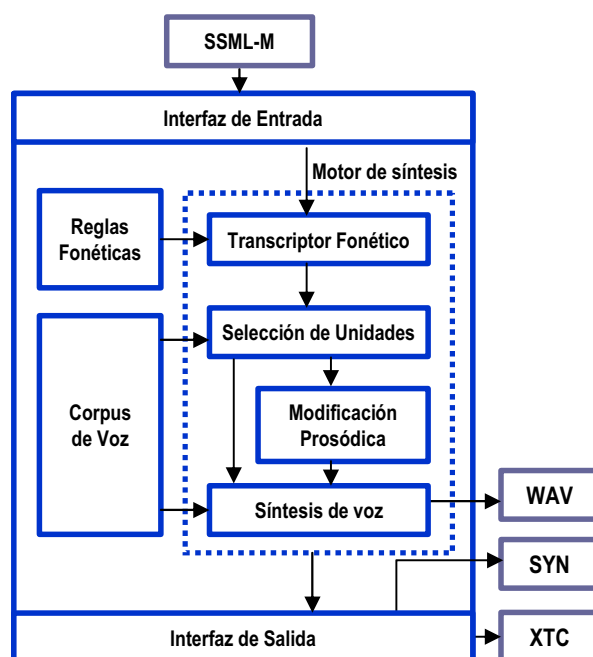 SSML-M
Interfaz de Entrada
Motor de síntesis
Reglas
Fonéticas
Transcriptor Fonético
Selección de Unidades
Corpus
de Voz
Modificación
Prosódica
Síntesis de voz
WAV
SYN
Interfaz de Salida
XTC